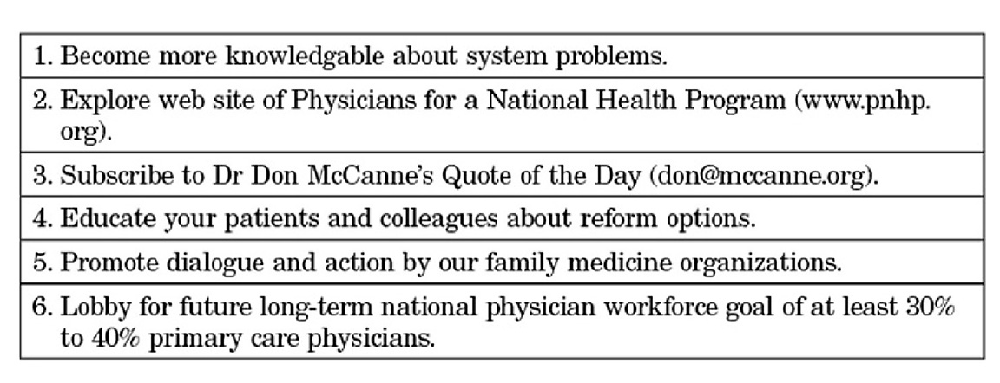 1. Become more knowledgable about system problems.
2. Explore web site of Physicians for a National Health Program (www.pnhp.
org).
3. Subscribe to Dr Don McCanne's Quote of the Day (don@mccanne.org).
4. Educate your patients and colleagues about reform options.
5. Promote dialogue and action by our family medicine organizations.
6. Lobby for future long-term national physician workforce goal of at least 30%
to 40% primary care physicians.